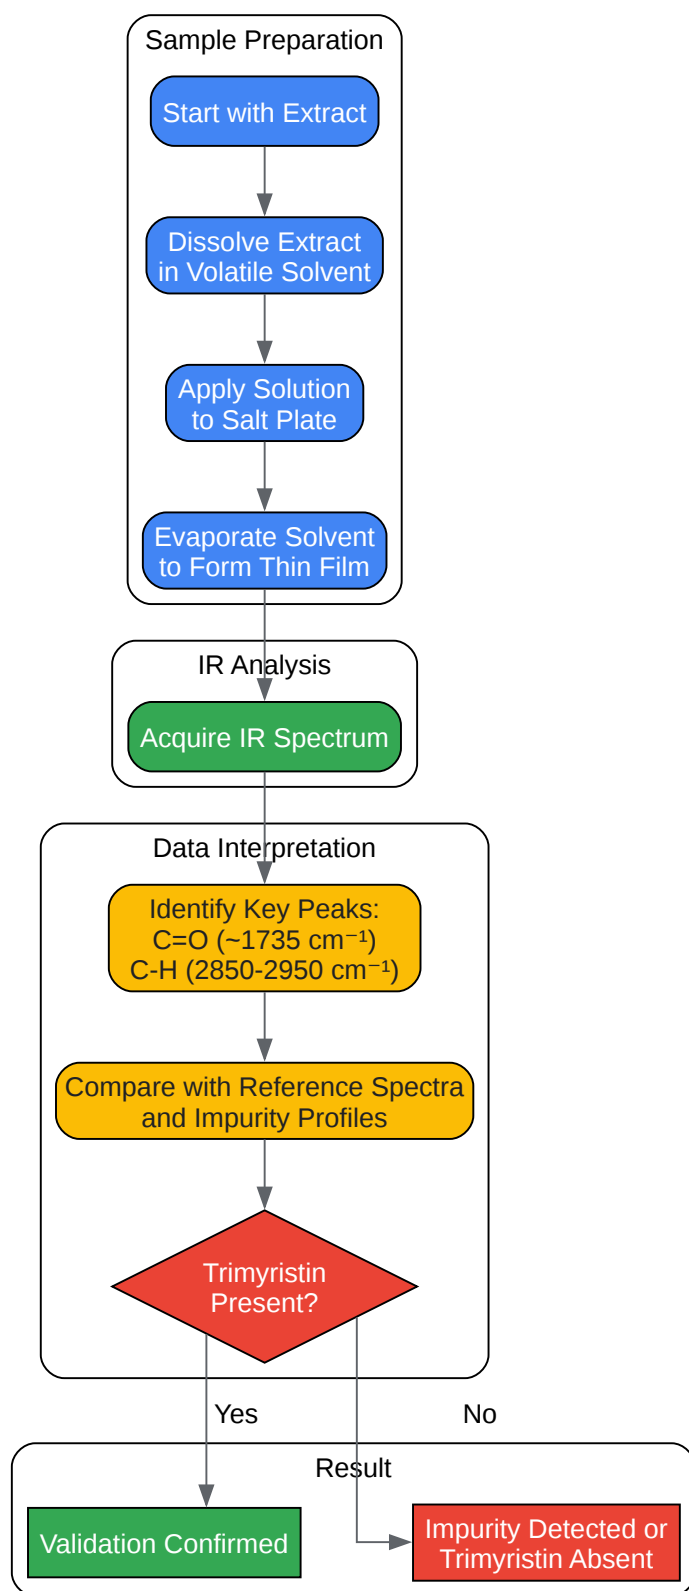 Sample Preparation
Start with Extract
Dissolve Extract
in Volatile Solvent
Apply Solution
to Salt Plate
Evaporate Solvent
to Form Thin Film
IR Analysis
Acquire IR Spectrum
Data Interpretation
Identify Key Peaks:
C=O (~1735 cm⁻¹)
C-H (2850-2950 cm⁻¹)
Compare with Reference Spectra
and Impurity Profiles
Trimyristin
Present?
Yes
No
Result
Validation Confirmed
Impurity Detected or
Trimyristin Absent